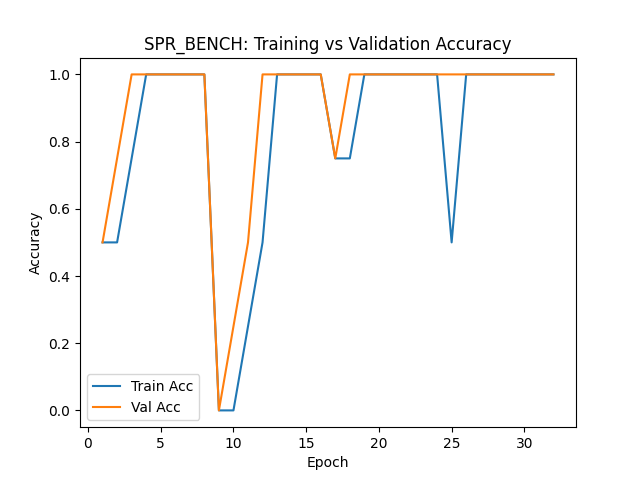 SPR_BENCH: Training vs Validation Accuracy
1.0
0.8
0.6
0.4
0.2
0.0
Accuracy
Train Acc
Val Acc
0 5 10 15 20 25 30
Epoch